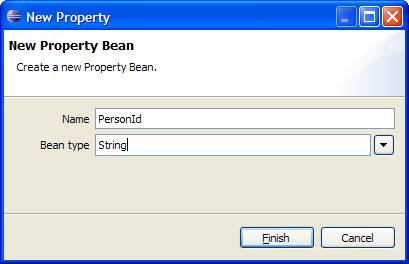 New Property
New Property Bean
Create a new Property Bean.
Name PersonId
Bean type String
Finish Cancel